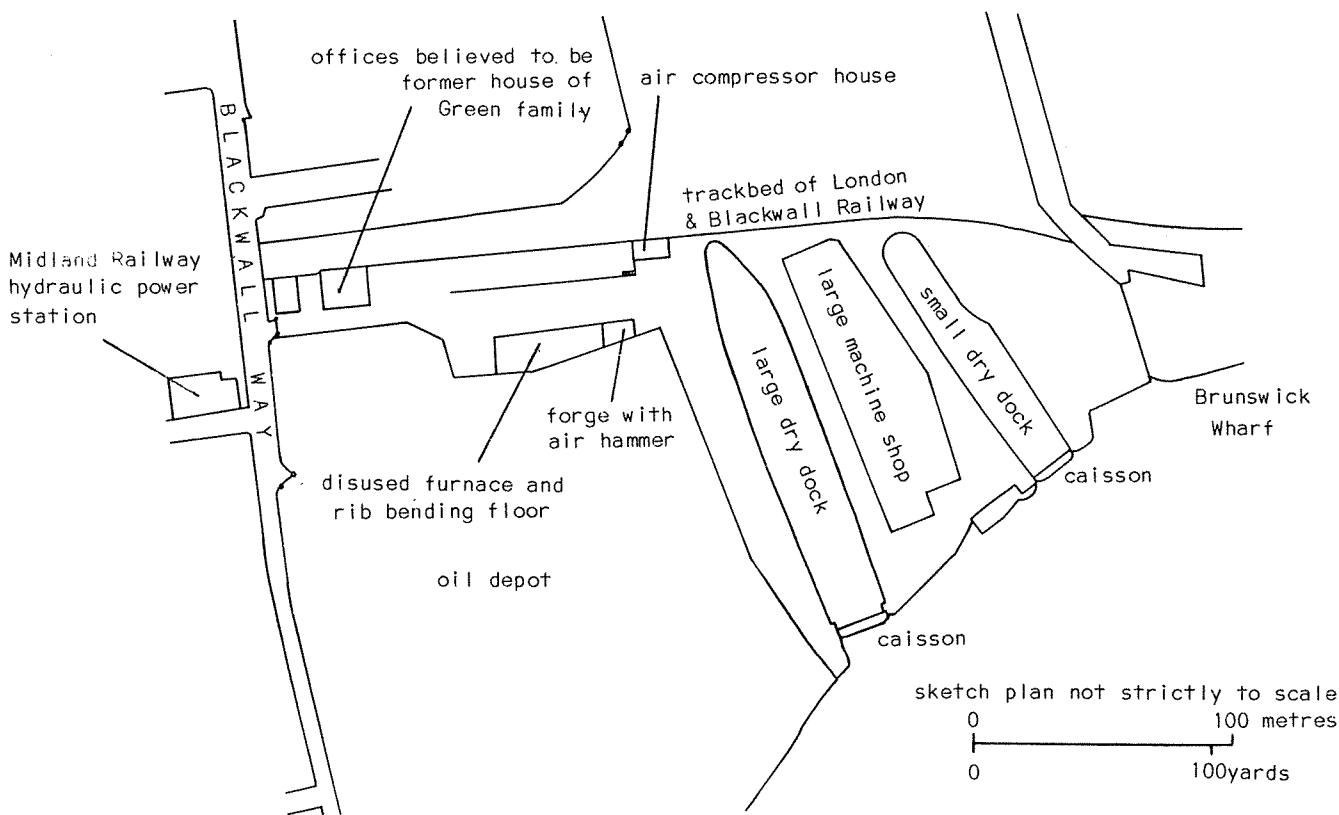 offices believed to be
former house of
Green family
air compressor house
BLACKWALL WAY
trackbed of London
& Blackwall Railway
Midland Railway
hydraulic power
station
large dry dock
large machine shop
small dry dock
Brunswick
Wharf
forge with
air hammer
caisson
disused furnace and
rib bending floor
oil depot
caisson
sketch plan not strictly to scale
0 100 metres
0 100yards